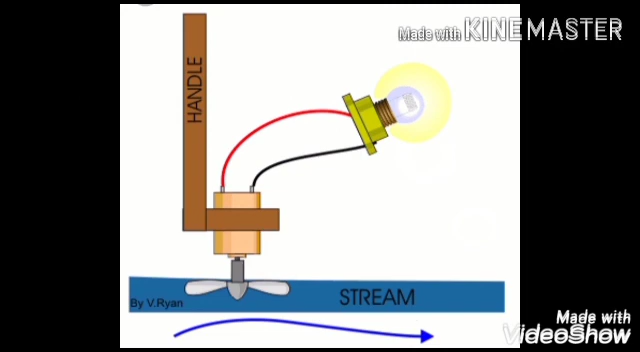 Made with KINEMASTER
HANDLE
STREAM
By V.Ryan
Made with
VideoShow